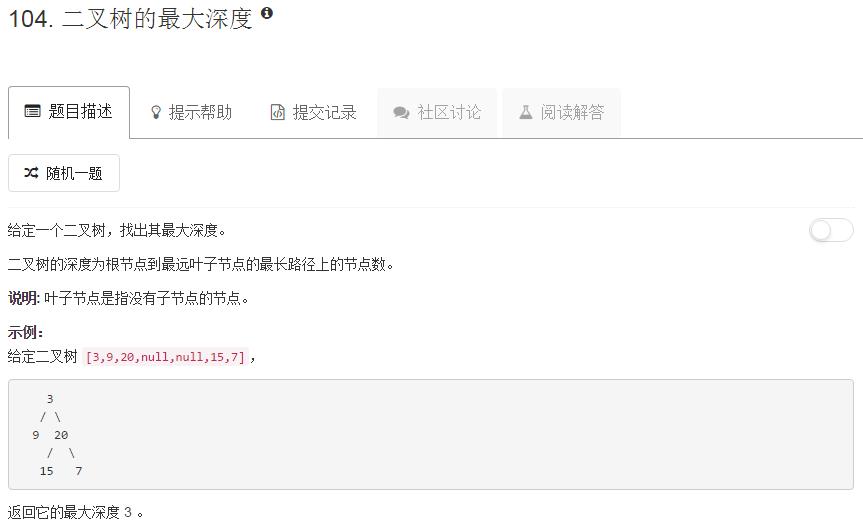 104. 二叉树的最大深度
题目描述 提示帮助 提交记录 社区讨论 阅读解答
随机一题
给定一个二叉树，找出其最大深度。
二叉树的深度为根节点到最远叶子节点的最长路径上的节点数。
说明: 叶子节点是指没有子节点的节点。
示例：
给定二叉树 [3,9,20,null,null,15,7]，
3
/ \
9 20
/ \
15 7
返回它的最大深度 3 。